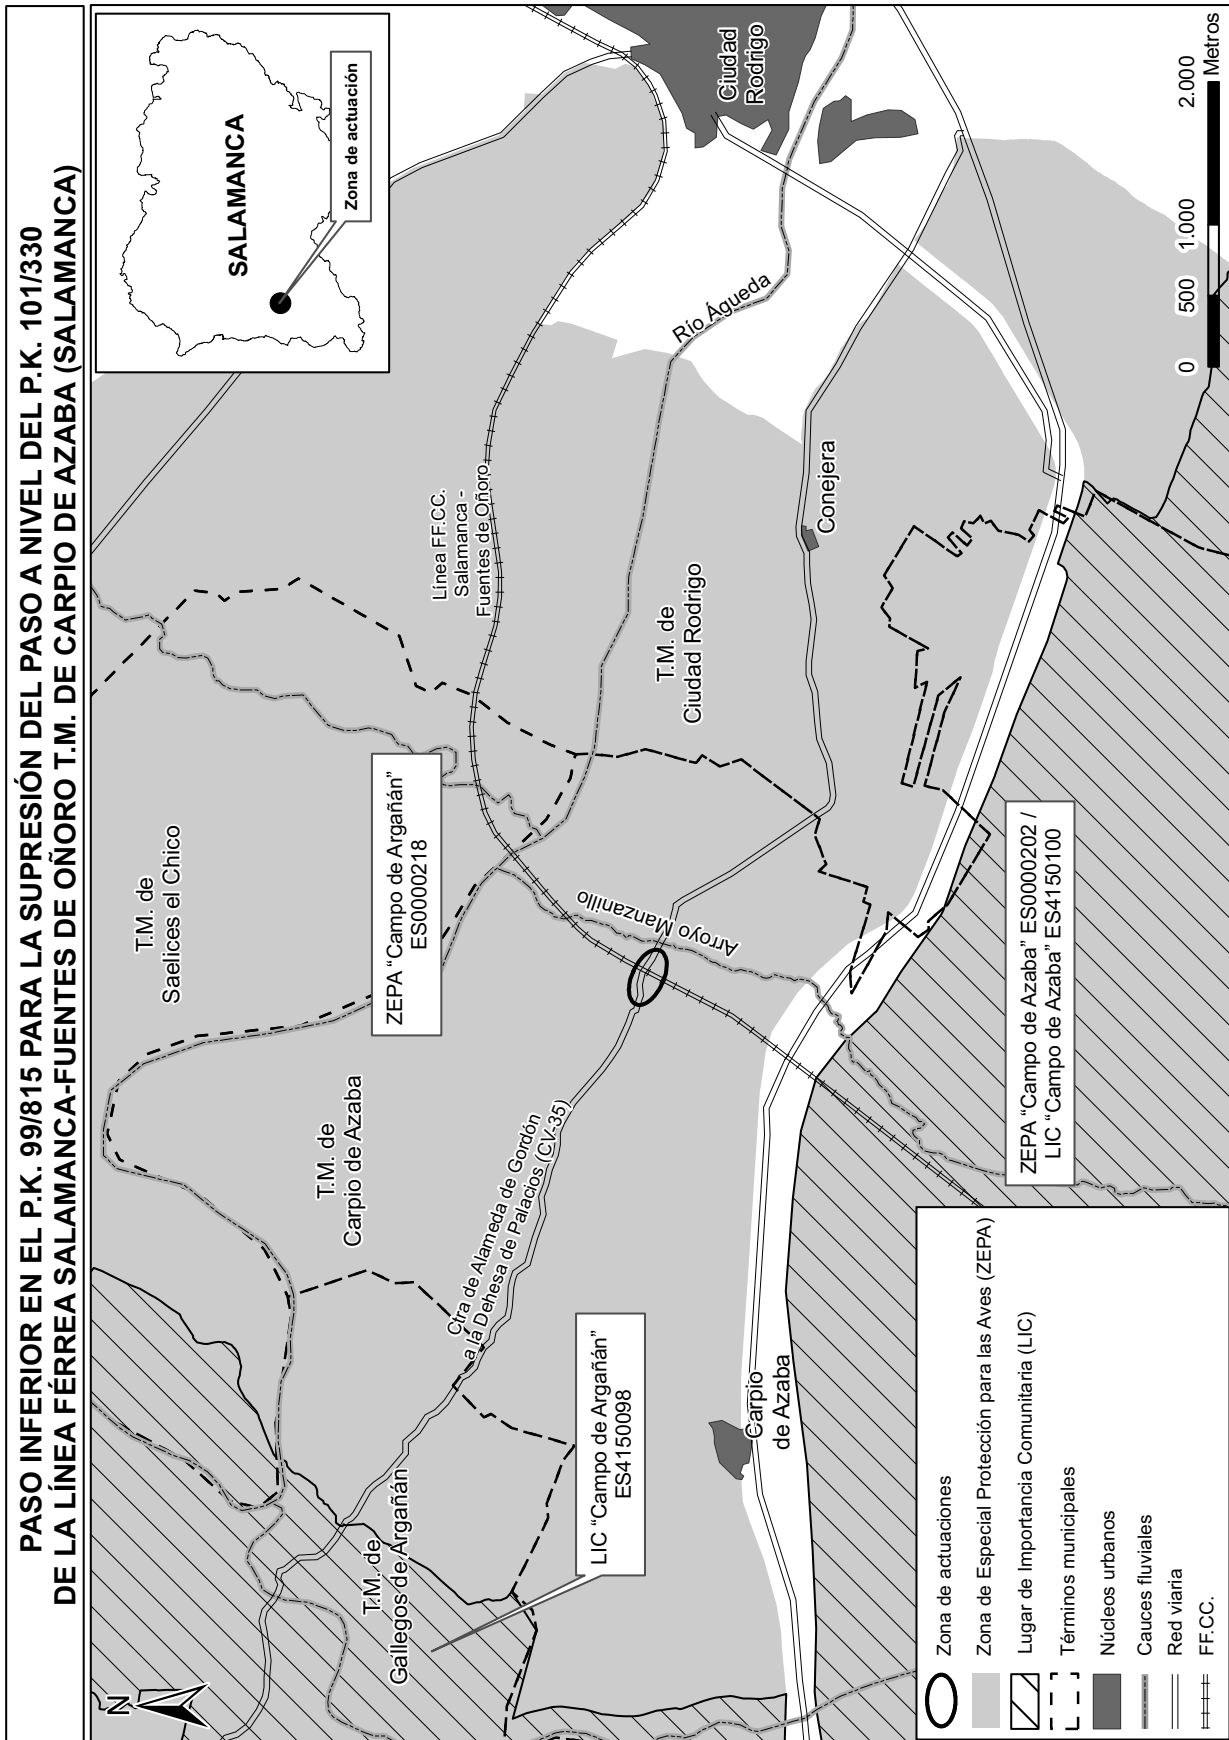 PASO INFERIOR EN EL P.K. 99/815 PARA LA SUPRESIÓN DEL PASO A NIVEL DEL P.K. 101/330
DE LA LÍNEA FÉRREA SALAMANCA-FUENTES DE OÑORO T.M. DE CARPIO DE AZABA (SALAMANCA)
N
SALAMANCA
Zona de actuación
T.M. de
Saelices el Chico
ZEPA “Campo de Argañán”
ES0000218
Línea FF.CC.
Salamanca -
Fuentes de Oñoro
Ciudad
Rodrigo
Río Águeda
T.M. de
Carpio de Azaba
T.M. de
Ciudad Rodrigo
Conejera
Arroyo Manzanillo
Ctra de Alameda de Gordón
a la Dehesa de Palacios (CV-35)
T.M. de
Gallegos de Argañán
LIC “Campo de Argañán”
ES4150098
Carpio
de Azaba
ZEPA “Campo de Azaba” ES0000202 /
LIC “Campo de Azaba” ES4150100
0 500 1.000 2.000
Metros
Zona de actuaciones
Zona de Especial Protección para las Aves (ZEPA)
Lugar de Importancia Comunitaria (LIC)
Términos municipales
Núcleos urbanos
Cauces fluviales
Red viaria
FF.CC.